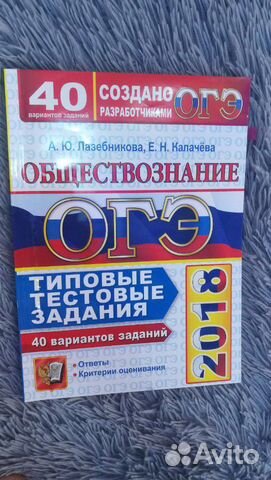 40
вариантов заданий
СОЗДАНО
РАЗРАБОТЧИКАМИ
ОГЭ
А. Ю. Лазебникова, Е. Н. Калачёва
ОБЩЕСТВОЗНАНИЕ
ОГЭ
ТИПОВЫЕ
ТЕСТОВЫЕ
ЗАДАНИЯ
40 вариантов заданий
• Ответы
• Критерии оценивания
2018
Avito